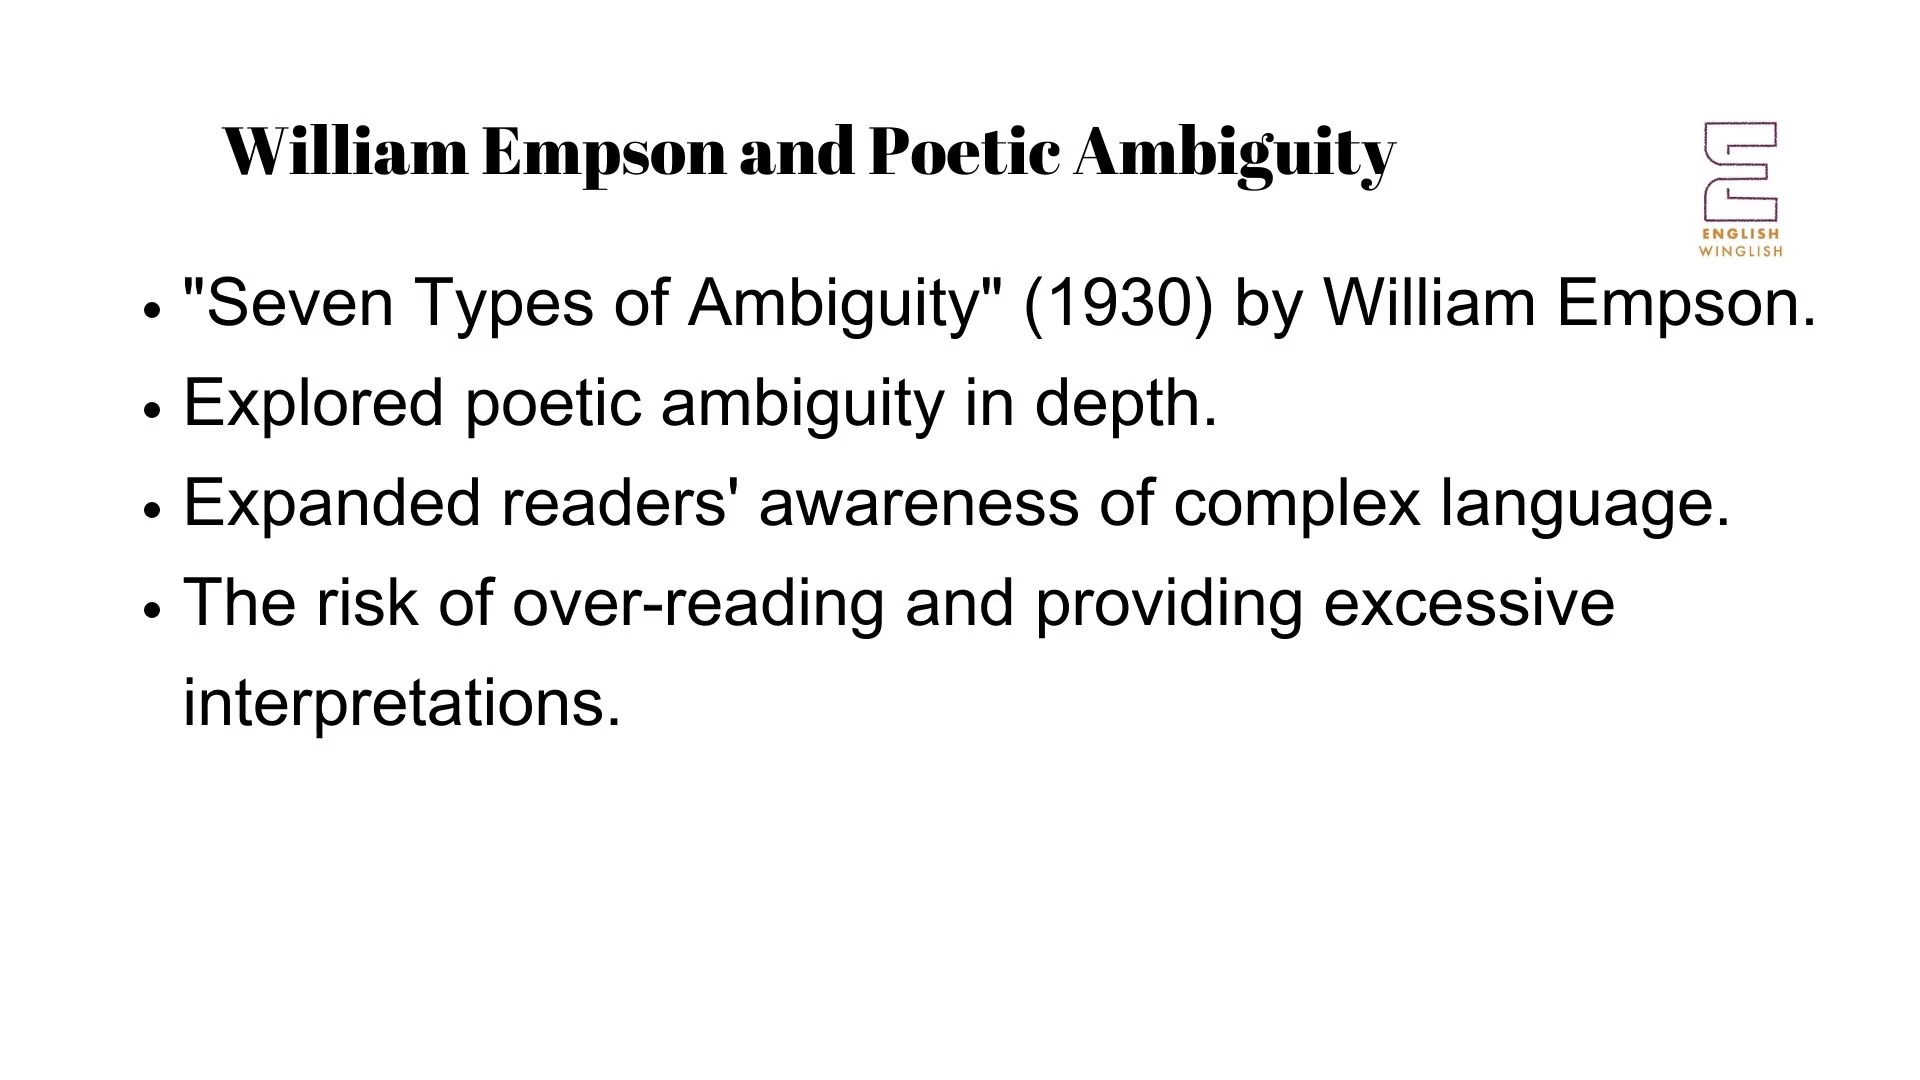 William Empson and Poetic Ambiguity
ENGLISH
WINGLISH
• "Seven Types of Ambiguity" (1930) by William Empson.
• Explored poetic ambiguity in depth.
• Expanded readers' awareness of complex language.
• The risk of over-reading and providing excessive
interpretations.